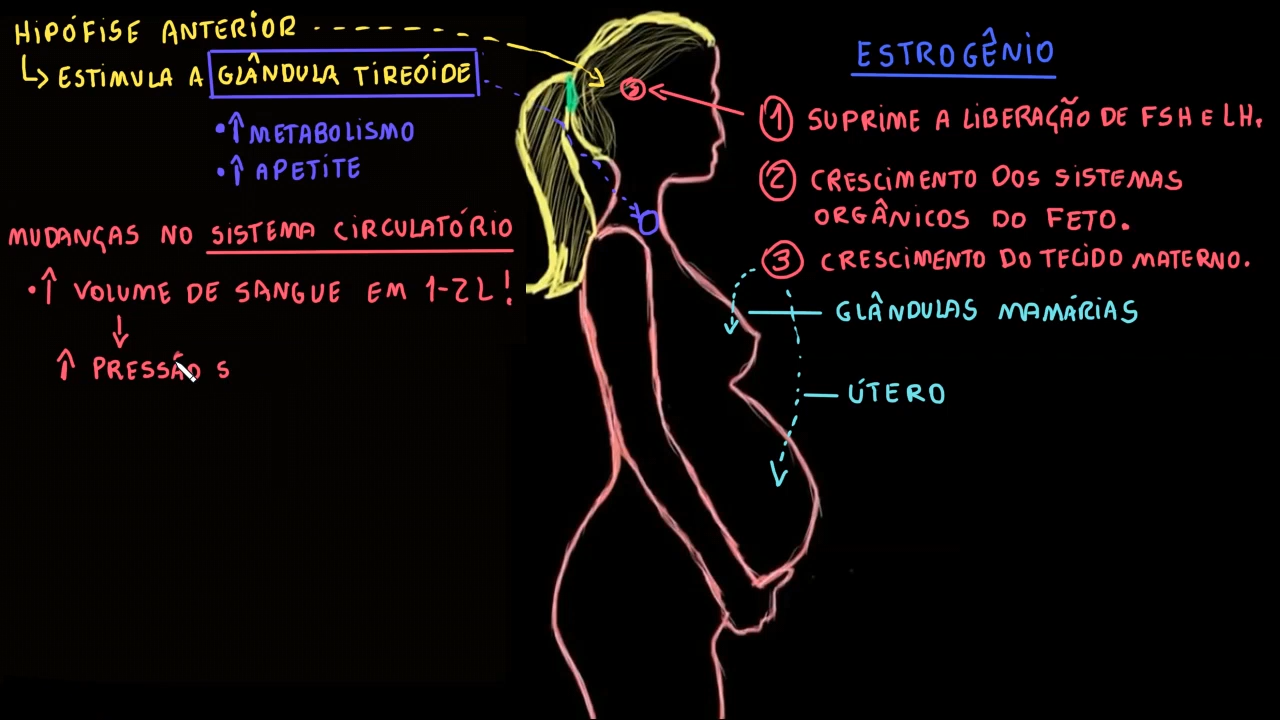 HIPÓFISE ANTERIOR
ESTIMULA A GLÂNDULA TIREÓIDE
• ↑ METABOLISMO
• ↑ APETITE
MUDANÇAS NO SISTEMA CIRCULATÓRIO
• ↑ VOLUME DE SANGUE EM 1-2 L!
↑ PRESSÃO S
ESTROGÊNIO
1 SUPRIME A LIBERAÇÃO DE FSH E LH.
2 CRESCIMENTO DOS SISTEMAS
ORGÂNICOS DO FETO.
3 CRESCIMENTO DO TECIDO MATERNO.
GLÂNDULAS MAMÁRIAS
ÚTERO